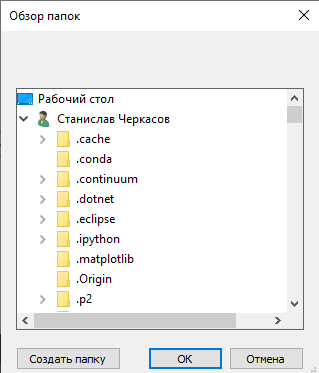 Обзор папок
Рабочий стол
Станислав Черкасов
.cache
.conda
.continuum
.dotnet
.eclipse
.ipython
.matplotlib
.Origin
.p2
Создать папку
OK
Отмена